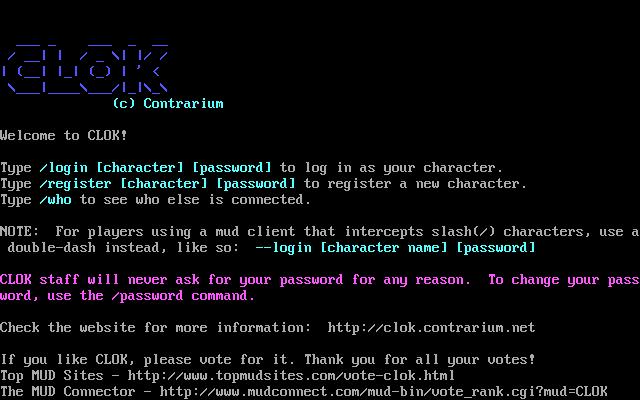 CLOK
(c) Contrarium
Welcome to CLOK!
Type /login [character] [password] to log in as your character.
Type /register [character] [password] to register a new character.
Type /who to see who else is connected.
NOTE:  For players using a mud client that intercepts slash(/) characters, use a
 double-dash instead, like so:  --login [character name] [password]
CLOK staff will never ask for your password for any reason.  To change your pass
word, use the /password command.
Check the website for more information:  http://clok.contrarium.net
If you like CLOK, please vote for it. Thank you for all your votes!
Top MUD Sites - http://www.topmudsites.com/vote-clok.html
The MUD Connector - http://www.mudconnect.com/mud-bin/vote_rank.cgi?mud=CLOK